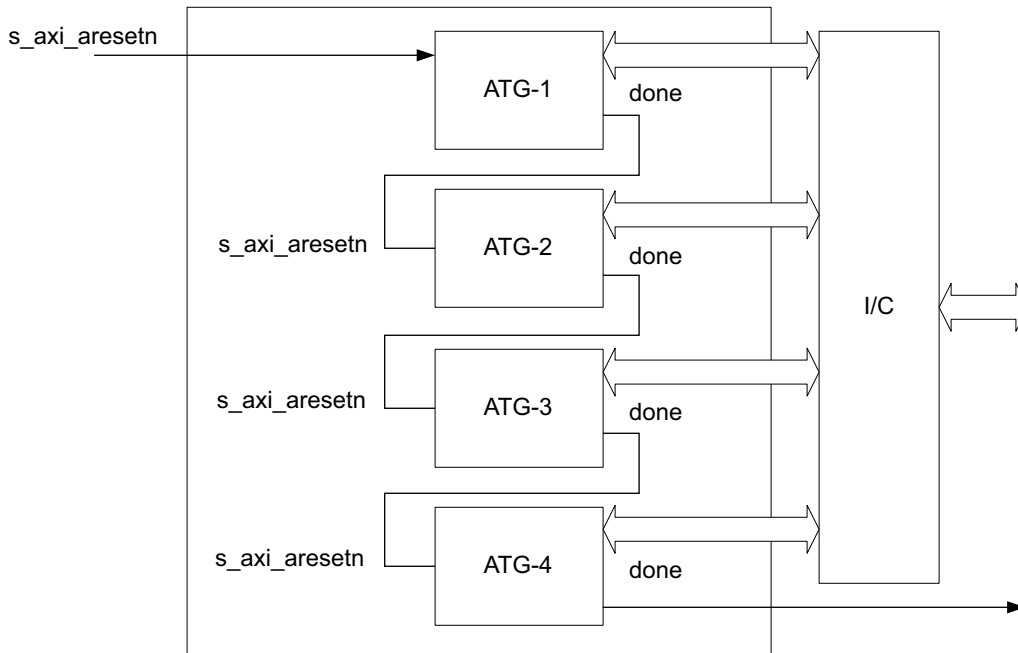 s_axi_aresetn
ATG-1
done
s_axi_aresetn
ATG-2
done
I/C
s_axi_aresetn
ATG-3
done
s_axi_aresetn
ATG-4
done